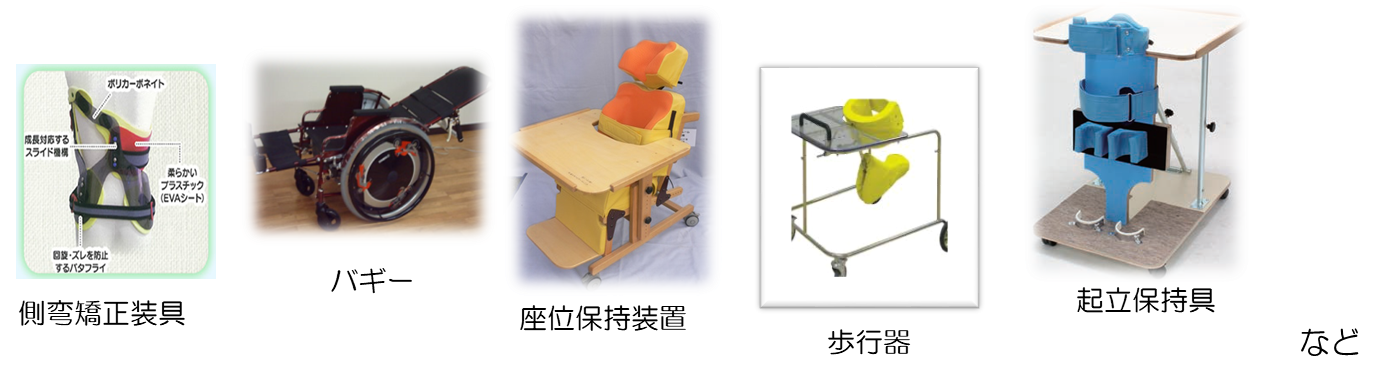 ポリカーボネイト
成長対応する
スライド機構
柔らかい
プラスチック
(EVAシート)
回旋・ズレを防止
するバタフライ
側弯矯正装具
バギー
座位保持装置
歩行器
起立保持具
など